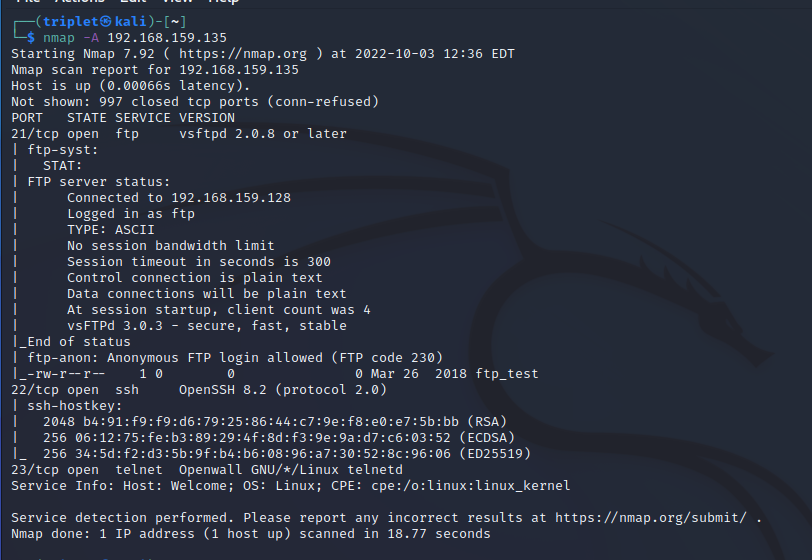 ┌──(triplet㉿kali)-[~]
└─$ nmap -A 192.168.159.135
Starting Nmap 7.92 ( https://nmap.org ) at 2022-10-03 12:36 EDT
Nmap scan report for 192.168.159.135
Host is up (0.00066s latency).
Not shown: 997 closed tcp ports (conn-refused)
PORT   STATE SERVICE VERSION
21/tcp open  ftp     vsftpd 2.0.8 or later
| ftp-syst:
|   STAT:
| FTP server status:
|      Connected to 192.168.159.128
|      Logged in as ftp
|      TYPE: ASCII
|      No session bandwidth limit
|      Session timeout in seconds is 300
|      Control connection is plain text
|      Data connections will be plain text
|      At session startup, client count was 4
|      vsFTPd 3.0.3 - secure, fast, stable
|_End of status
| ftp-anon: Anonymous FTP login allowed (FTP code 230)
|_-rw-r--r--    1 0        0               0 Mar 26  2018 ftp_test
22/tcp open  ssh     OpenSSH 8.2 (protocol 2.0)
| ssh-hostkey:
|   2048 b4:91:f9:f9:d6:79:25:86:44:c7:9e:f8:e0:e7:5b:bb (RSA)
|   256 06:12:75:fe:b3:89:29:4f:8d:f3:9e:9a:d7:c6:03:52 (ECDSA)
|_  256 34:5d:f2:d3:5b:9f:b4:b6:08:96:a7:30:52:8c:96:06 (ED25519)
23/tcp open  telnet  Openwall GNU/*/Linux telnetd
Service Info: Host: Welcome; OS: Linux; CPE: cpe:/o:linux:linux_kernel

Service detection performed. Please report any incorrect results at https://nmap.org/submit/ .
Nmap done: 1 IP address (1 host up) scanned in 18.77 seconds